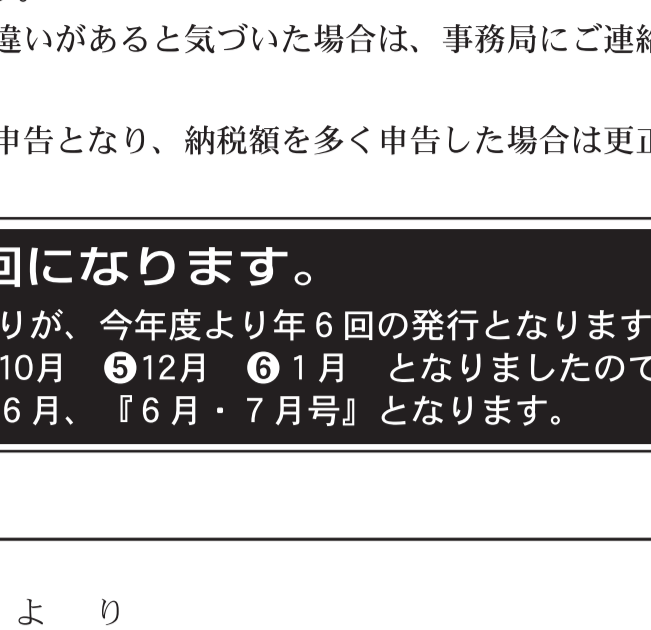 違いがあると気づいた場合は、事務局にご連絡
申告となり、納税額を多く申告した場合は更正
回になります。
りが、今年度より年6回の発行となります
10月　❺12月　❻1月　となりましたので
6月、『6月・7月号』となります。
より